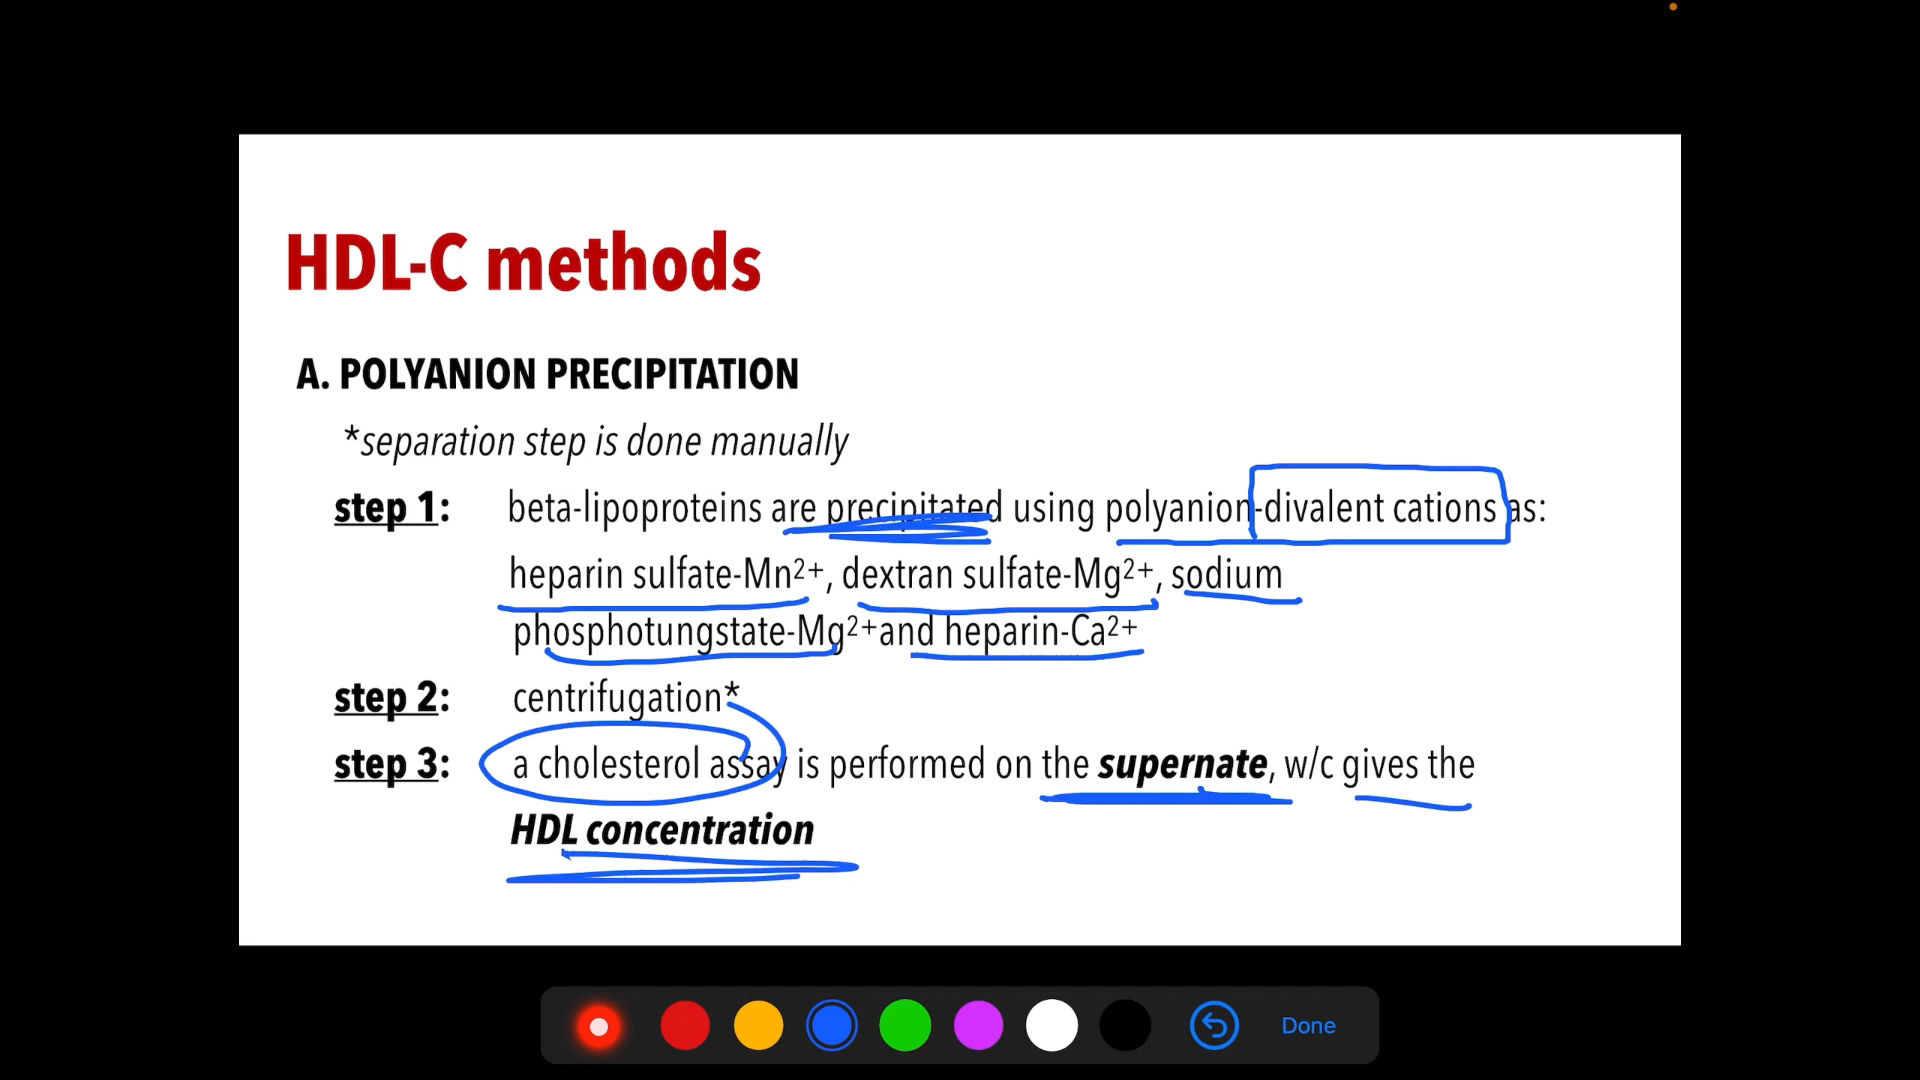 HDL-C methods
A. POLYANION PRECIPITATION
*separation step is done manually
step 1: beta-lipoproteins are precipitated using polyanion-divalent cations as:
heparin sulfate-Mn2+, dextran sulfate-Mg2+, sodium
phosphotungstate-Mg2+and heparin-Ca2+
step 2: centrifugation*
step 3: a cholesterol assay is performed on the supernate, w/c gives the
HDL concentration
Done